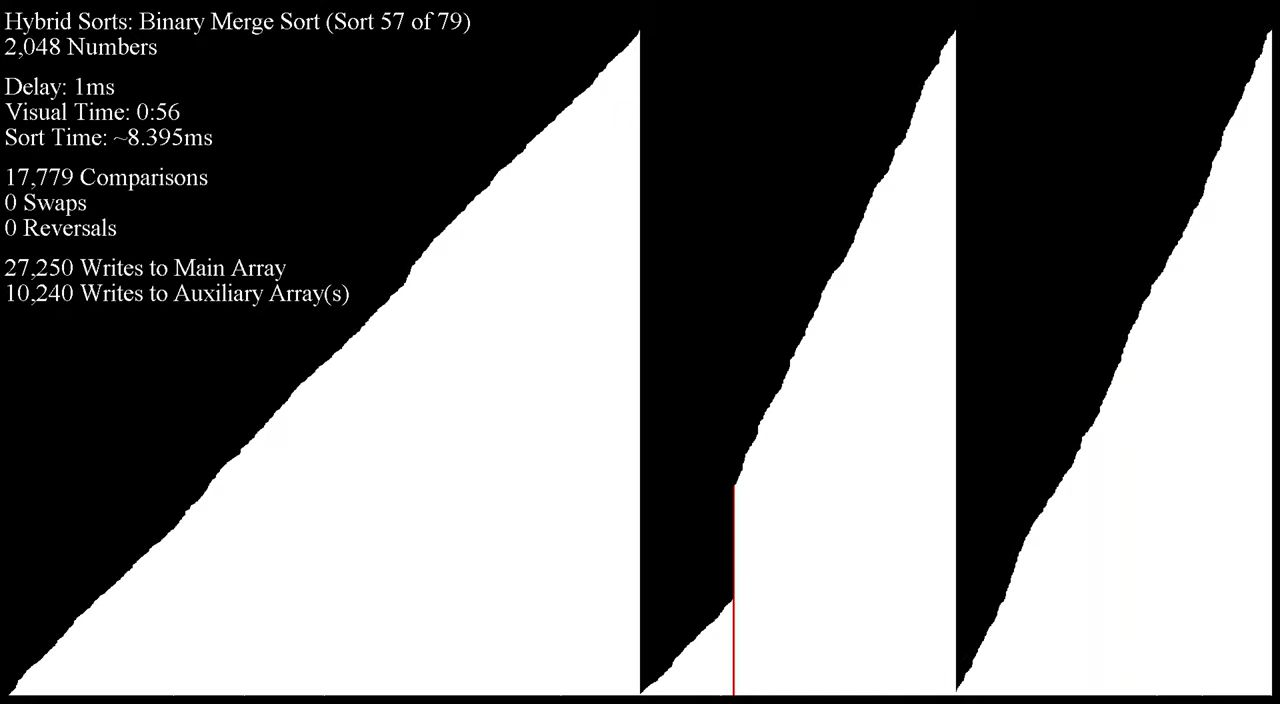 Hybrid Sorts: Binary Merge Sort (Sort 57 of 79)
2,048 Numbers
Delay: 1ms
Visual Time: 0:56
Sort Time: ~8.395ms
17,779 Comparisons
0 Swaps
0 Reversals
27,250 Writes to Main Array
10,240 Writes to Auxiliary Array(s)